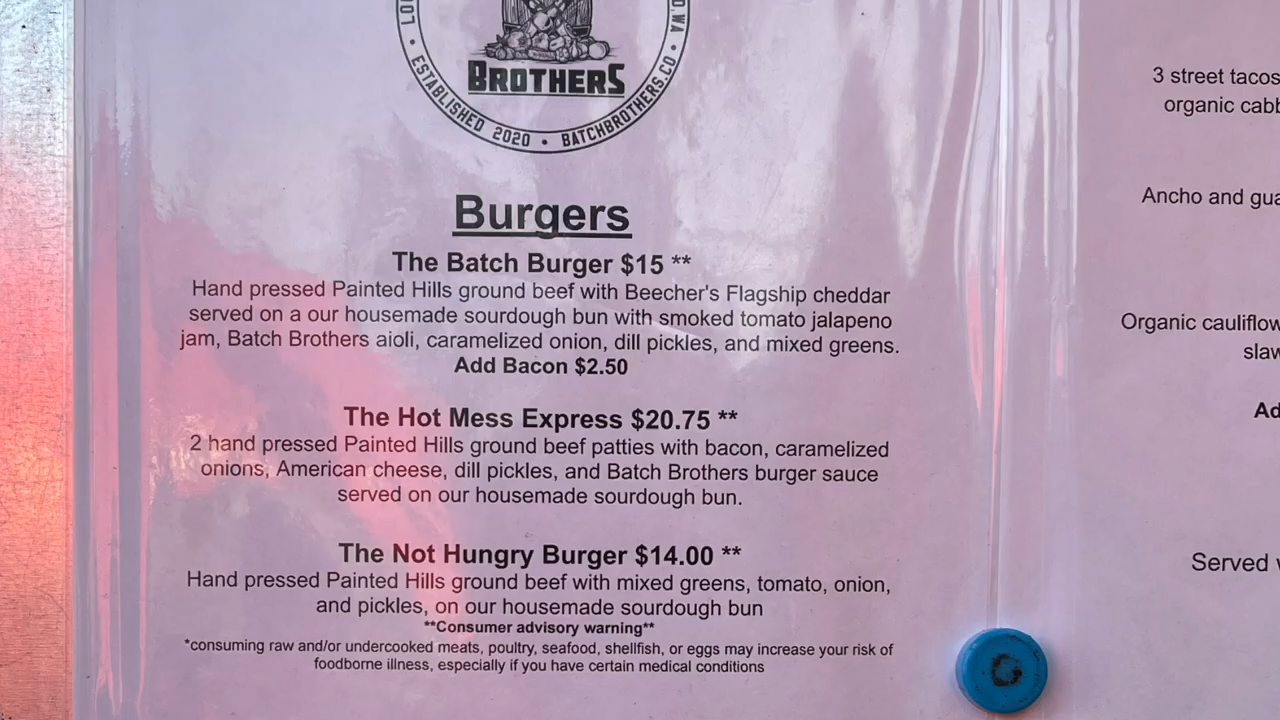 BROTHERS
ESTABLISHED 2020 • BATCHBROTHERS.CO •
Burgers
The Batch Burger $15 **
Hand pressed Painted Hills ground beef with Beecher's Flagship cheddar
served on a our housemade sourdough bun with smoked tomato jalapeno
jam, Batch Brothers aioli, caramelized onion, dill pickles, and mixed greens.
Add Bacon $2.50
The Hot Mess Express $20.75 **
2 hand pressed Painted Hills ground beef patties with bacon, caramelized
onions, American cheese, dill pickles, and Batch Brothers burger sauce
served on our housemade sourdough bun.
The Not Hungry Burger $14.00 **
Hand pressed Painted Hills ground beef with mixed greens, tomato, onion,
and pickles, on our housemade sourdough bun
**Consumer advisory warning**
*consuming raw and/or undercooked meats, poultry, seafood, shellfish, or eggs may increase your risk of
foodborne illness, especially if you have certain medical conditions
3 street tacos
organic
Ancho and
Organic
Served
G